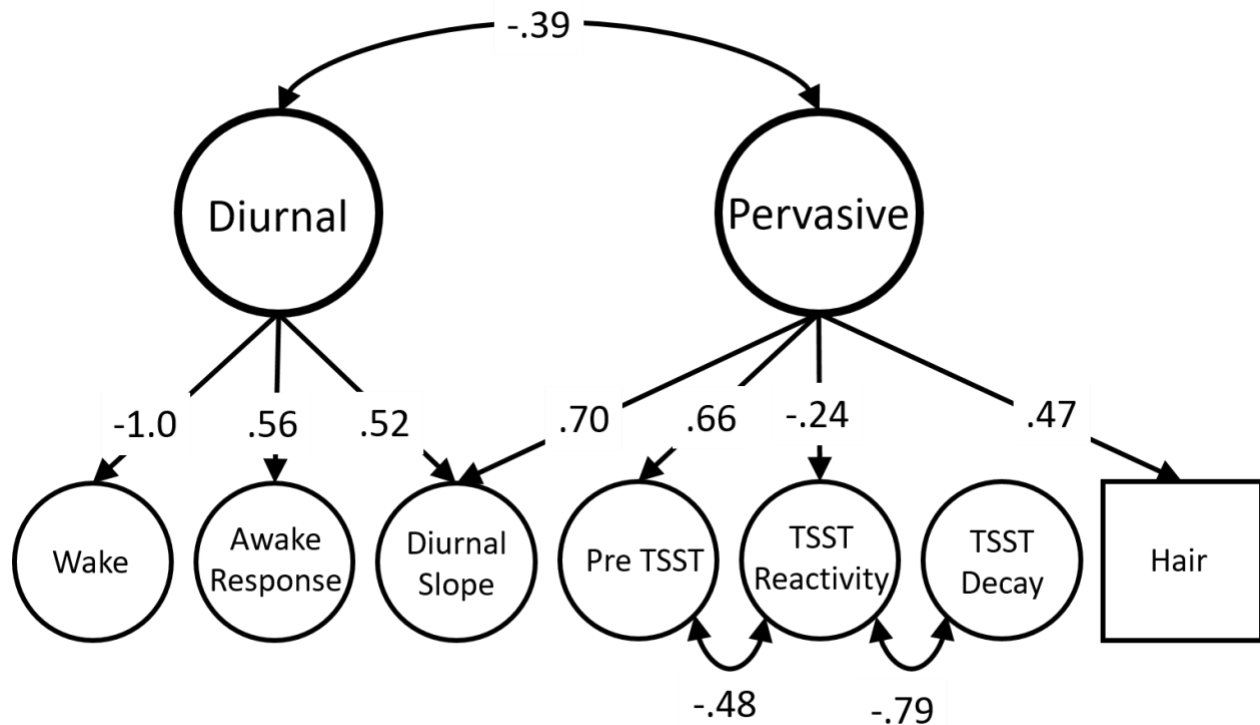 -.39
Diurnal
Pervasive
-1.0
.56
.52
.70
.66
-.24
.47
Wake
Awake
Response
Diurnal
Slope
Pre TSST
TSST
Reactivity
TSST
Decay
Hair
-.48
-.79